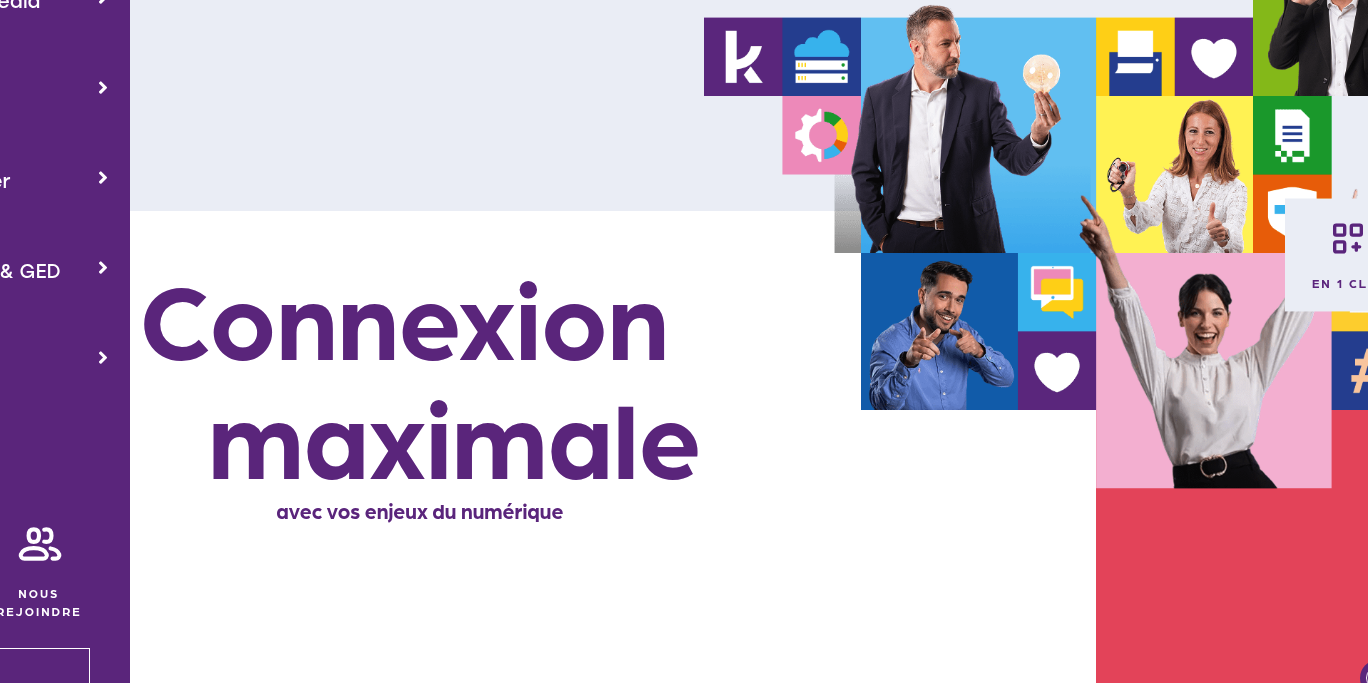 & GED
NOUS
REJOINDRE
Connexion
maximale
avec vos enjeux du numérique
k
EN 1 CL
#